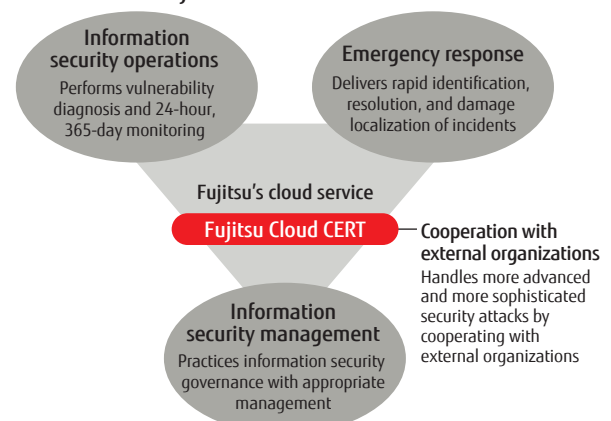 Information
security operations
Performs vulnerability
diagnosis and 24-hour,
365-day monitoring
Emergency response
Delivers rapid identification,
resolution, and damage
localization of incidents
Fujitsu's cloud service
Fujitsu Cloud CERT
Cooperation with
external organizations
Handles more advanced
and more sophisticated
security attacks by
cooperating with
external organizations
Information
security management
Practices information security
governance with appropriate
management